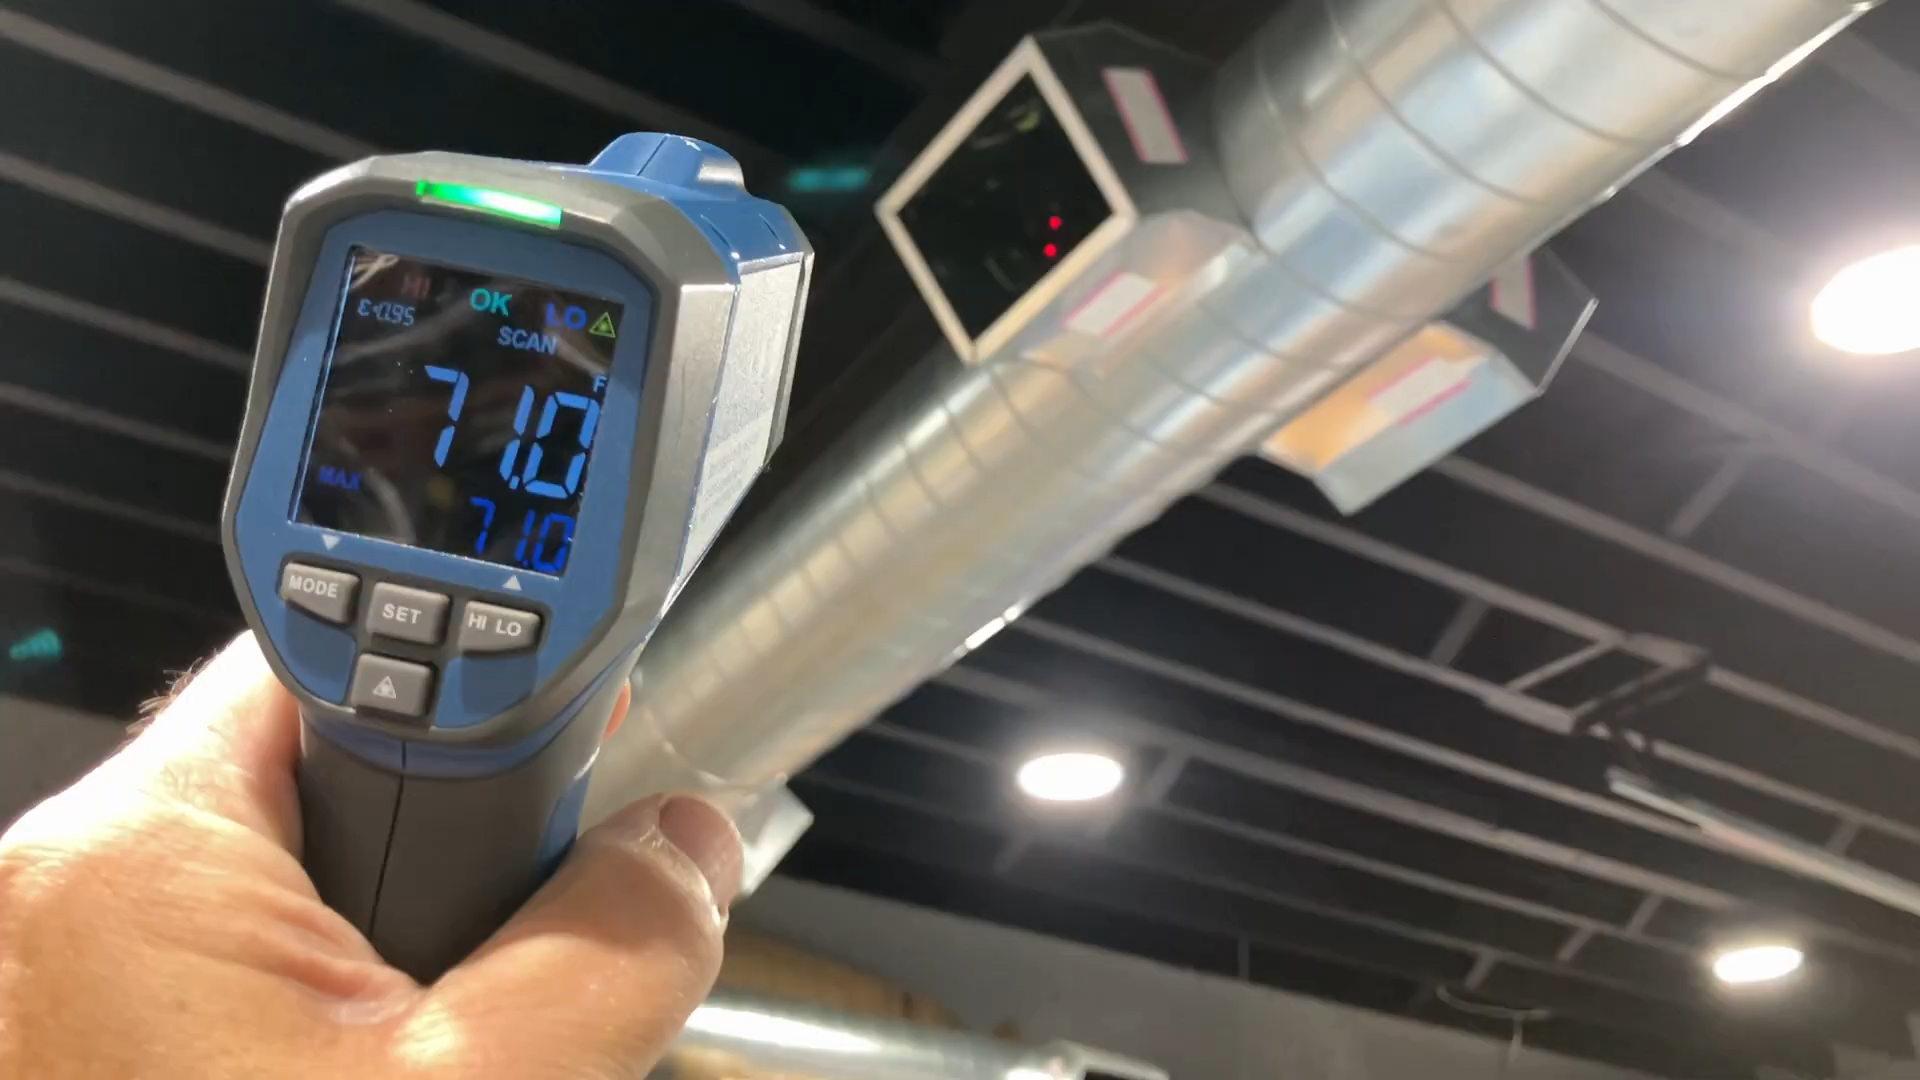 HI OK LO
ε=0.95
SCAN
F
71.0
MAX
71.0
MODE
SET
HI LO